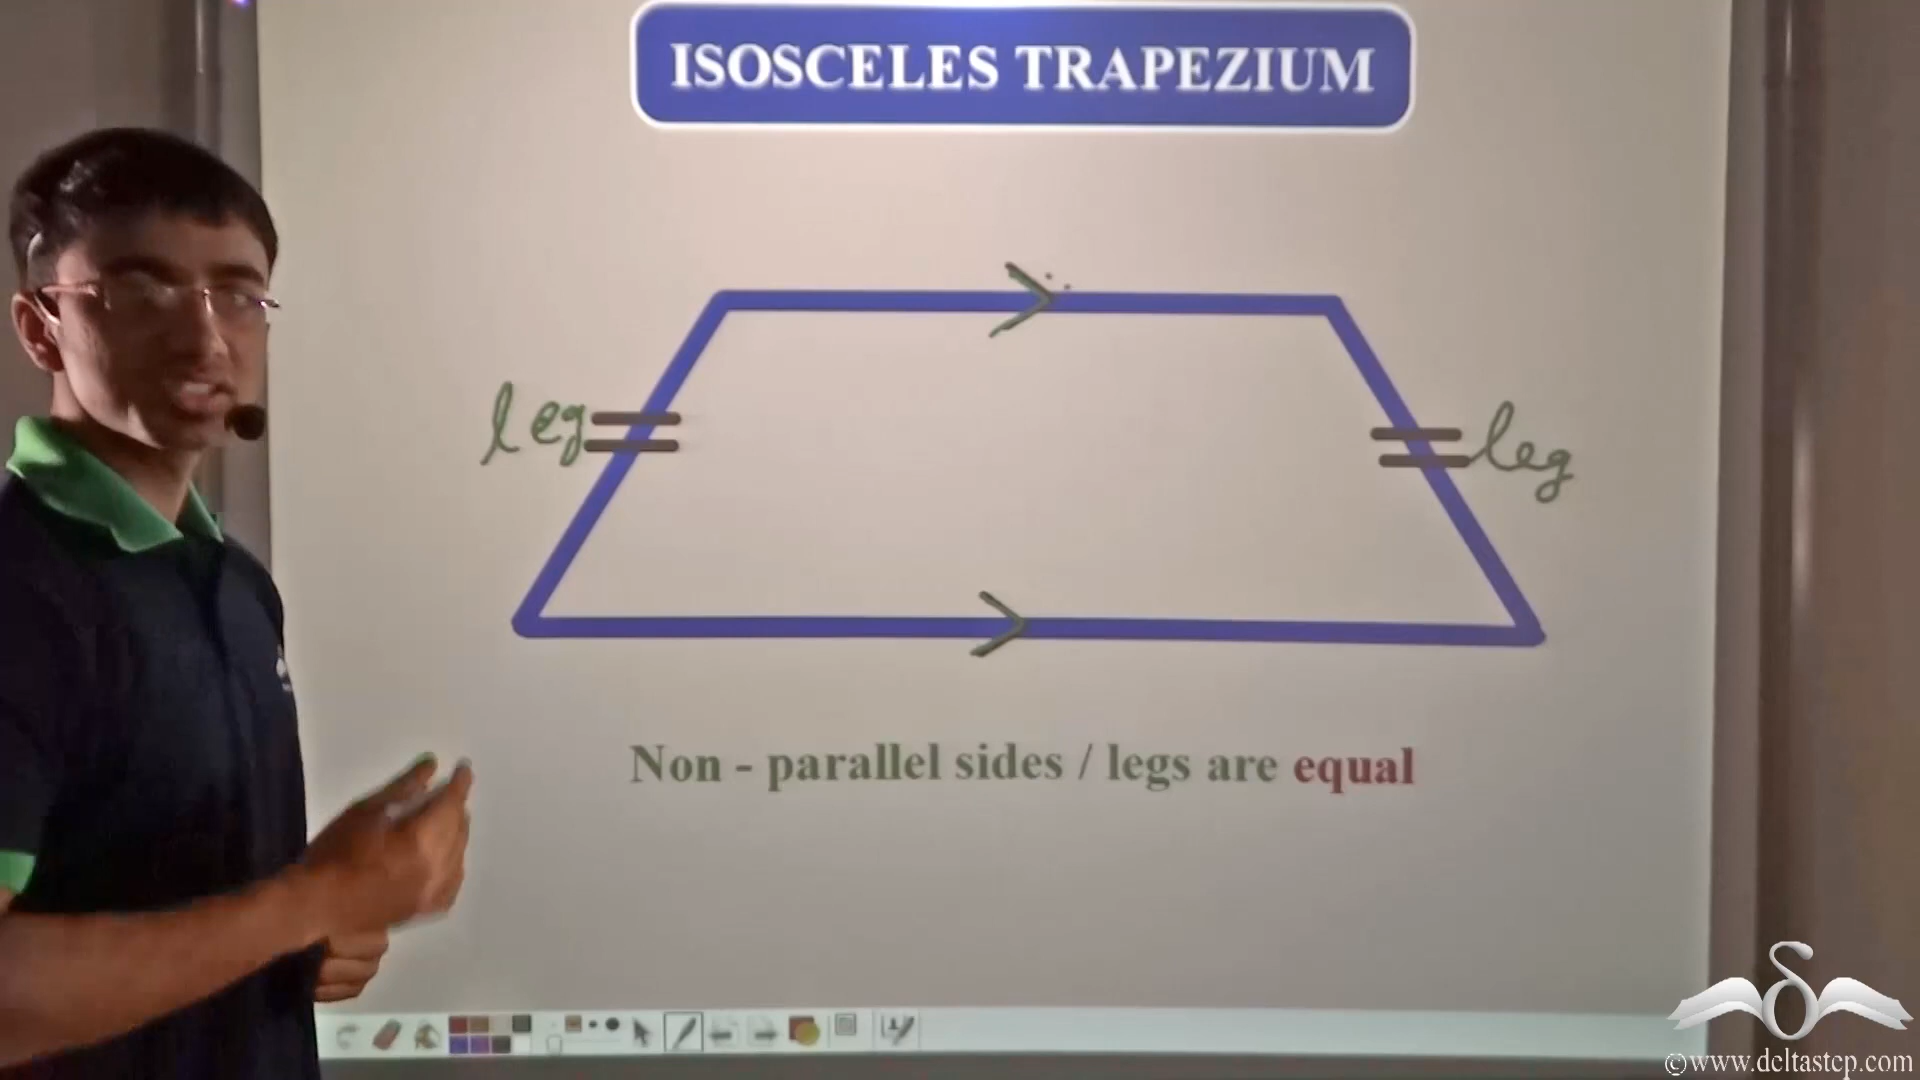 ISOSCELES TRAPEZIUM
leg
leg
Non - parallel sides / legs are equal
©www.deltastep.com